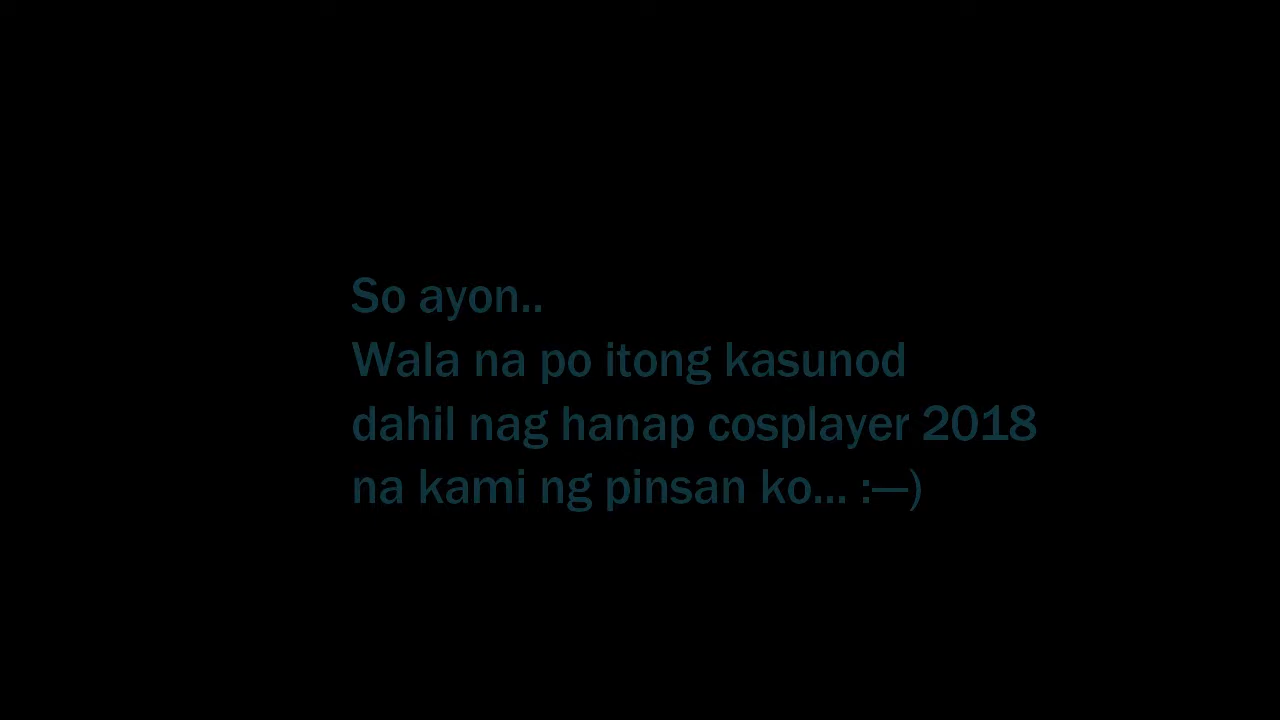 So ayon..
Wala na po itong kasunod
dahil nag hanap cosplayer 2018
na kami ng pinsan ko... :—)